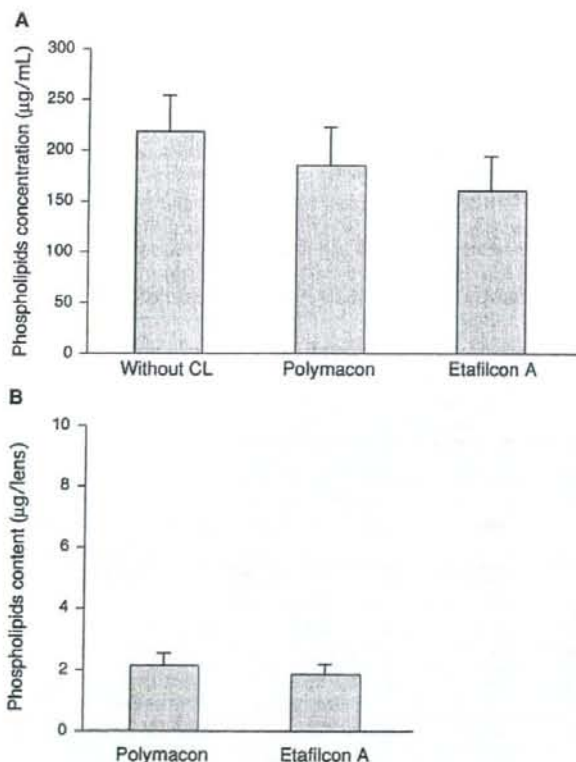 A
Phospholipids concentration (μg/mL)
300
250
200
150
100
50
0
Without CL Polymacon Etafilcon A
B
Phospholipids content (μg/lens)
10
8
6
4
2
0
Polymacon Etafilcon A